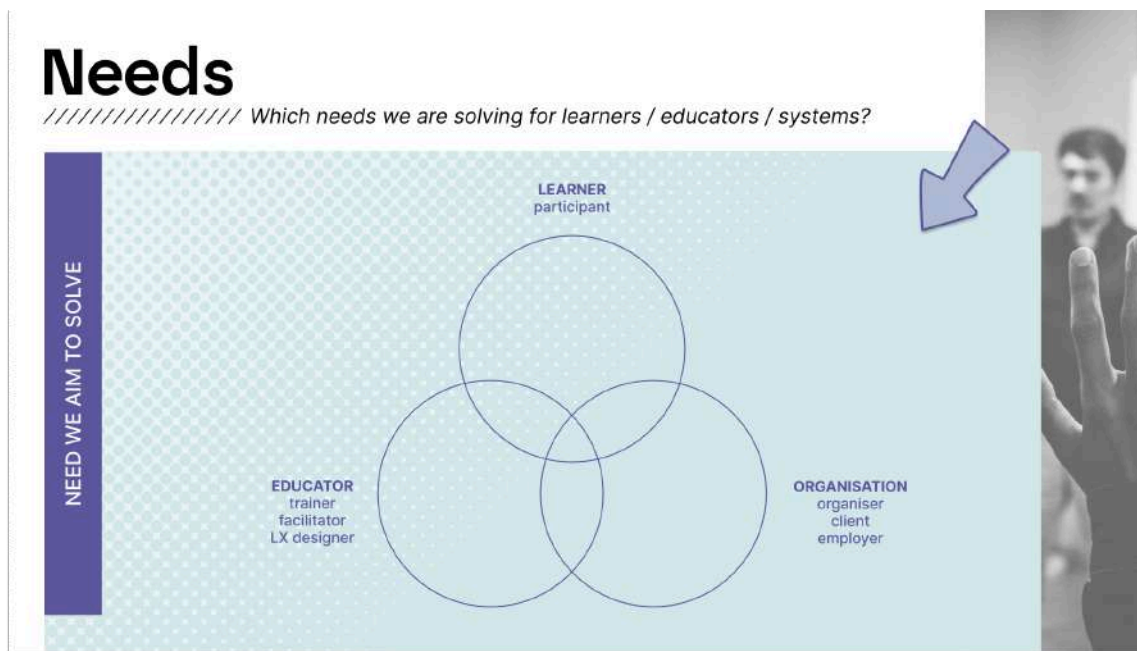 Needs
////////////////// Which needs we are solving for learners / educators / systems?
NEED WE AIM TO SOLVE
LEARNER
participant
EDUCATOR
trainer
facilitator
LX designer
ORGANISATION
organiser
client
employer